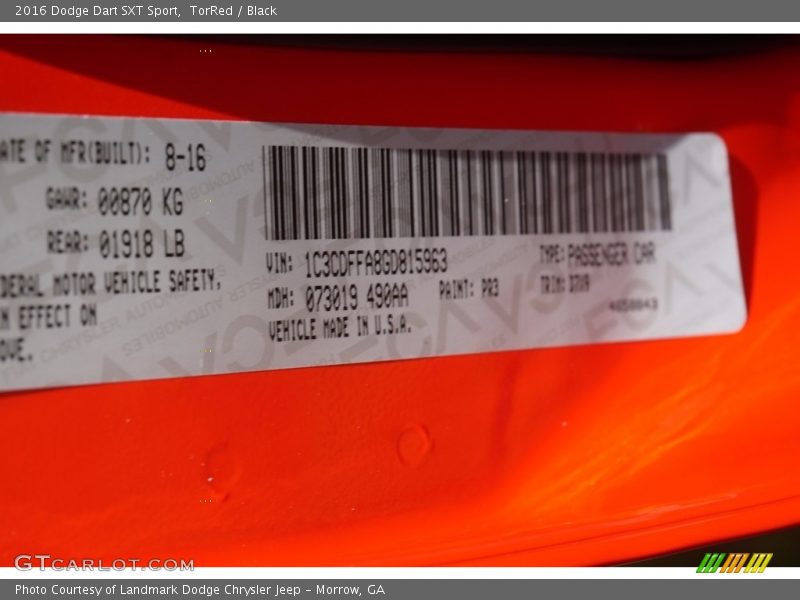 2016 Dodge Dart SXT Sport, TorRed / Black
ATE OF MFR(BUILT): 8-16
GAWR: 00870 KG
REAR: 01918 LB
DERAL MOTOR VEHICLE SAFETY,
N EFFECT ON
OVE.
VIN: 1C3CDFFA8GD815963
TYPE: PASSENGER CAR
MDH: 073019 490AA
PAINT: PR3
TRIM:
VEHICLE MADE IN U.S.A.
GTCARLOT.COM
Photo Courtesy of Landmark Dodge Chrysler Jeep – Morrow, GA